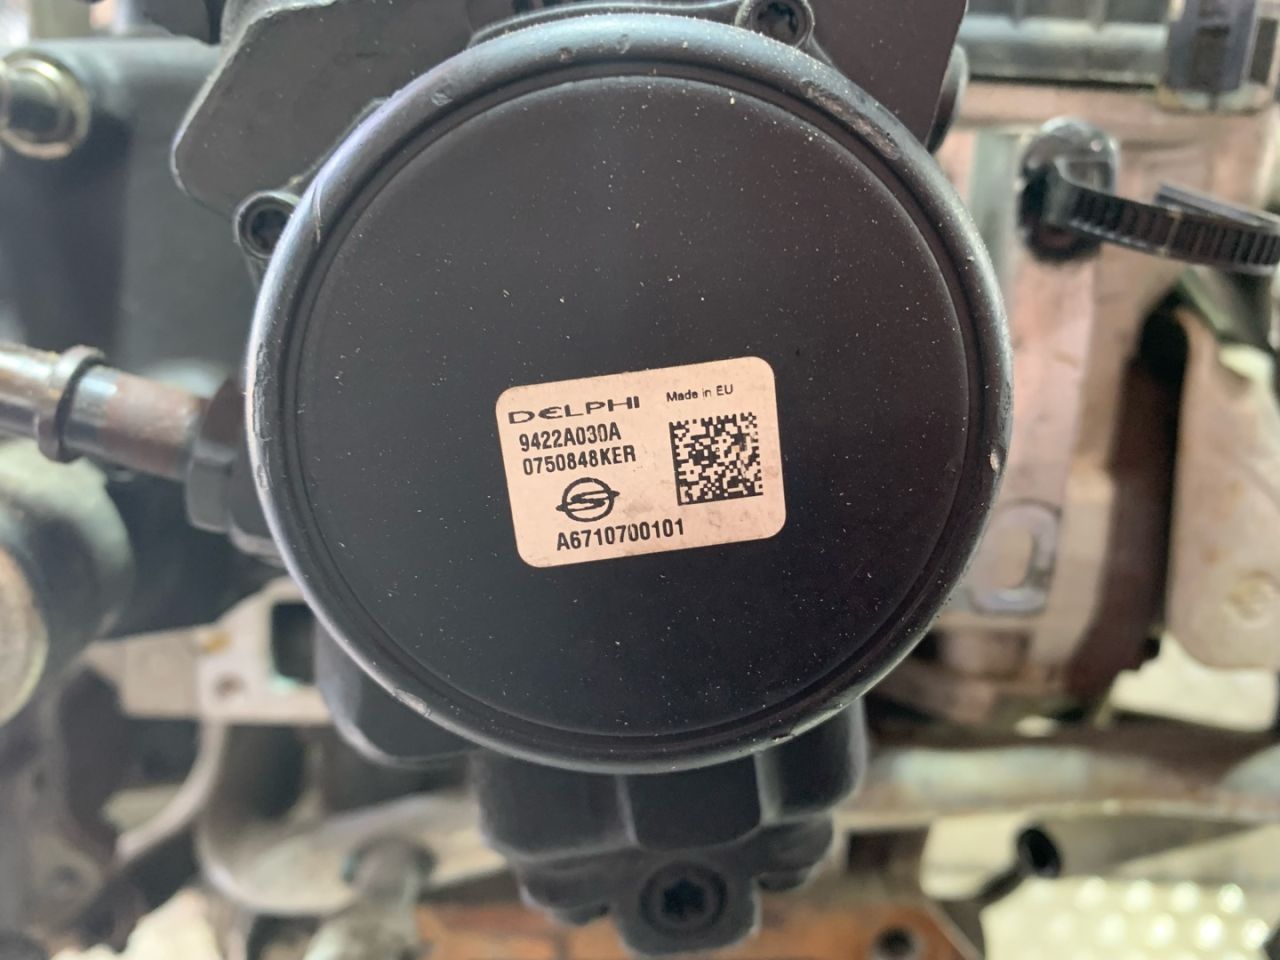 DELPHI Made in EU
9422A030A
0750848KER
A6710700101